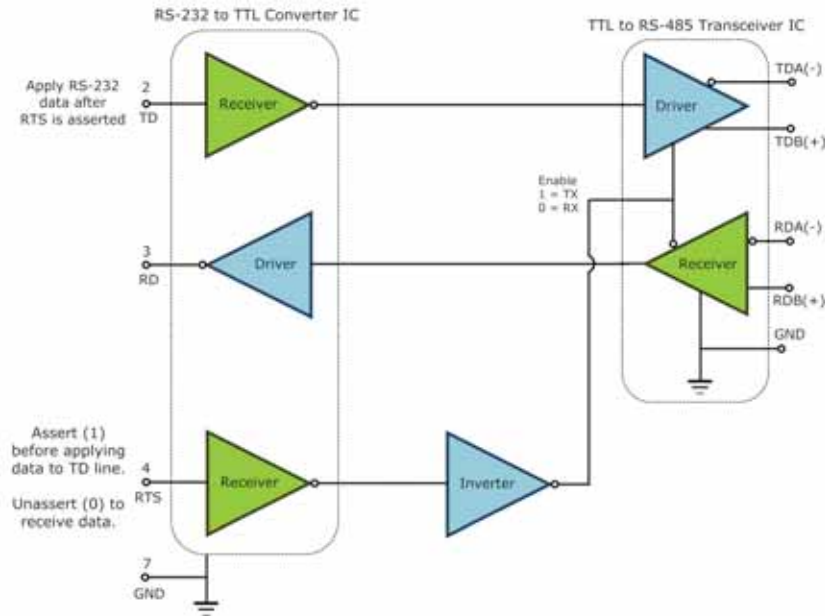 RS-232 to TTL Converter IC
TTL to RS-485 Transceiver IC
Apply RS-232
data after
RTS is asserted
2
TD
Receiver
Driver
TDA(-)
TDB(+)
Enable
1 = TX
0 = RX
3
RD
Driver
Receiver
RDA(-)
RDB(+)
GND
Assert (1)
before applying
data to TD line.
Unassert (0) to
receive data.
4
RTS
Receiver
Inverter
7
GND